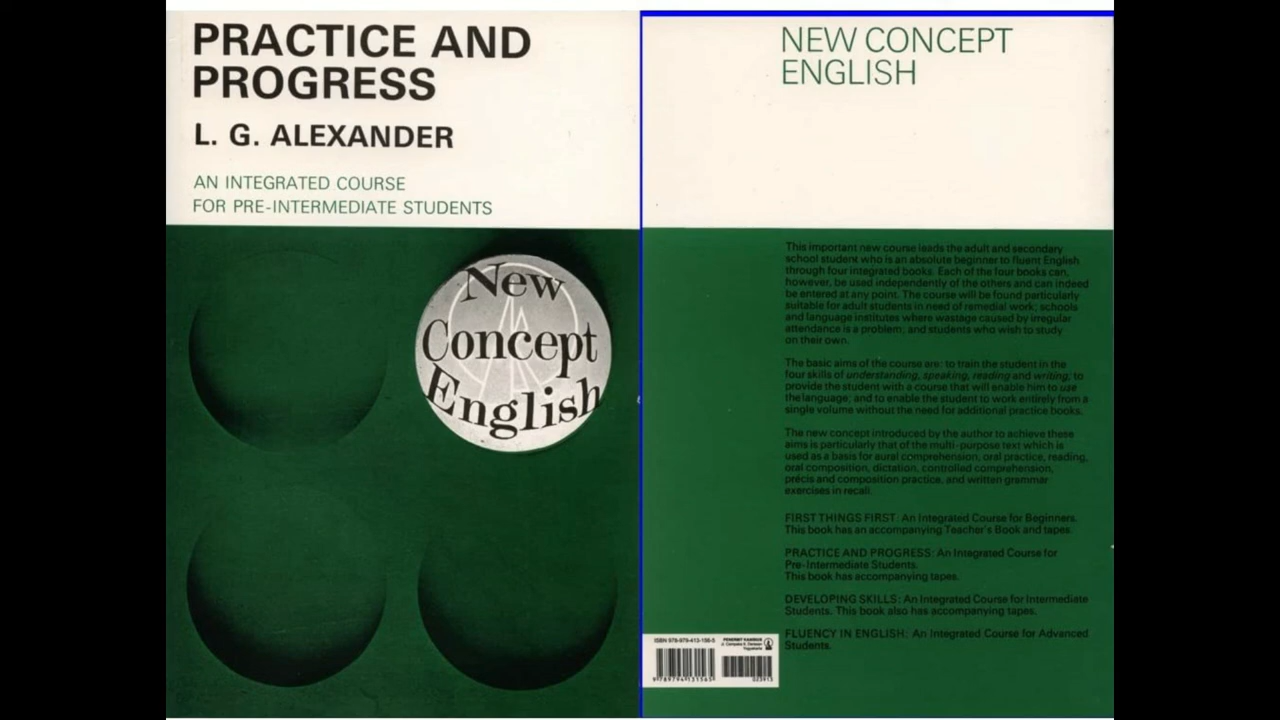 PRACTICE AND
PROGRESS
L. G. ALEXANDER
AN INTEGRATED COURSE
FOR PRE-INTERMEDIATE STUDENTS
New
Concept
English
NEW CONCEPT
ENGLISH
This important new course leads the adult and secondary
school student who is an absolute beginner to fluent English
through four integrated books. Each of the four books can,
however, be used independently of the others and can indeed
be entered at any point. The course will be found particularly
suitable for adult students in need of remedial work; schools
and language institutes where wastage caused by irregular
attendance is a problem; and students who wish to study
on their own.
The basic aims of the course are: to train the student in the
four skills of understanding, speaking, reading and writing; to
provide the student with a course that will enable him to use
the language; and to enable the student to work entirely from a
single volume without the need for additional practice books.
The new concept introduced by the author to achieve these
aims is particularly that of the multi-purpose text which is
used as a basis for aural comprehension, oral practice, reading,
oral composition, dictation, controlled comprehension,
précis and composition practice, and written grammar
exercises in recall.
FIRST THINGS FIRST: An Integrated Course for Beginners.
This book has an accompanying Teacher's Book and tapes.
PRACTICE AND PROGRESS: An Integrated Course for
Pre-Intermediate Students.
This book has accompanying tapes.
DEVELOPING SKILLS: An Integrated Course for Intermediate
Students. This book also has accompanying tapes.
FLUENCY IN ENGLISH: An Integrated Course for Advanced
Students.
ISBN 979-413-156-5
PENERBIT KANISIUS
Yogyakarta
9 789794 131565
023913